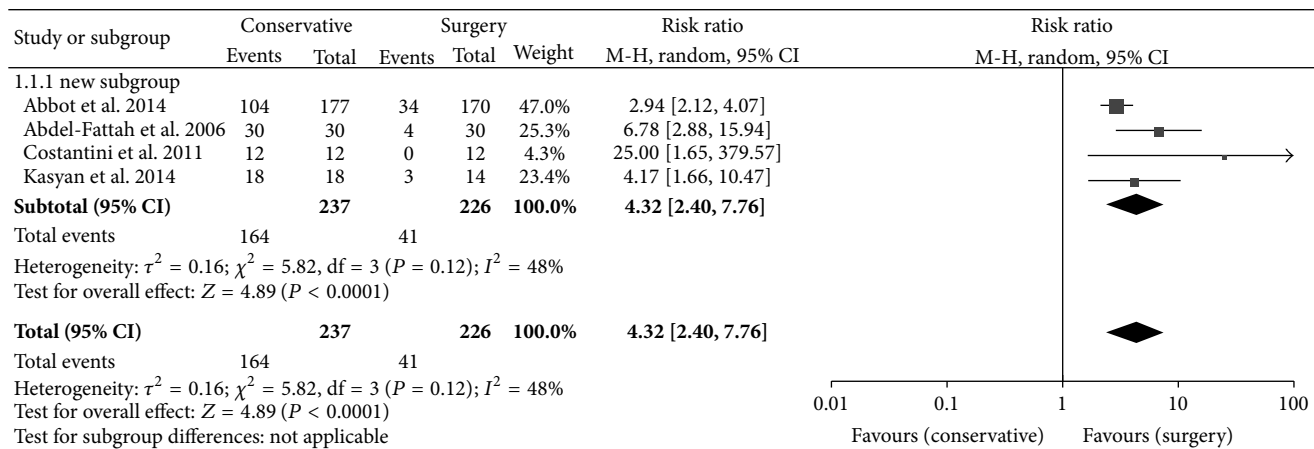 Study or subgroup Conservative Surgery Weight Risk ratio Risk ratio
Events Total Events Total M-H, random, 95% CI M-H, random, 95% CI
1.1.1 new subgroup
Abbot et al. 2014 104 177 34 170 47.0% 2.94 [2.12, 4.07]
Abdel-Fattah et al. 2006 30 30 4 30 25.3% 6.78 [2.88, 15.94]
Costantini et al. 2011 12 12 0 12 4.3% 25.00 [1.65, 379.57]
Kasyan et al. 2014 18 18 3 14 23.4% 4.17 [1.66, 10.47]
Subtotal (95% CI) 237 226 100.0% 4.32 [2.40, 7.76]
Total events 164 41
Heterogeneity: τ² = 0.16; χ² = 5.82, df = 3 (P = 0.12); I² = 48%
Test for overall effect: Z = 4.89 (P < 0.0001)
Total (95% CI) 237 226 100.0% 4.32 [2.40, 7.76]
Total events 164 41
Heterogeneity: τ² = 0.16; χ² = 5.82, df = 3 (P = 0.12); I² = 48%
Test for overall effect: Z = 4.89 (P < 0.0001)
Test for subgroup differences: not applicable
0.01 0.1 1 10 100
Favours (conservative) Favours (surgery)